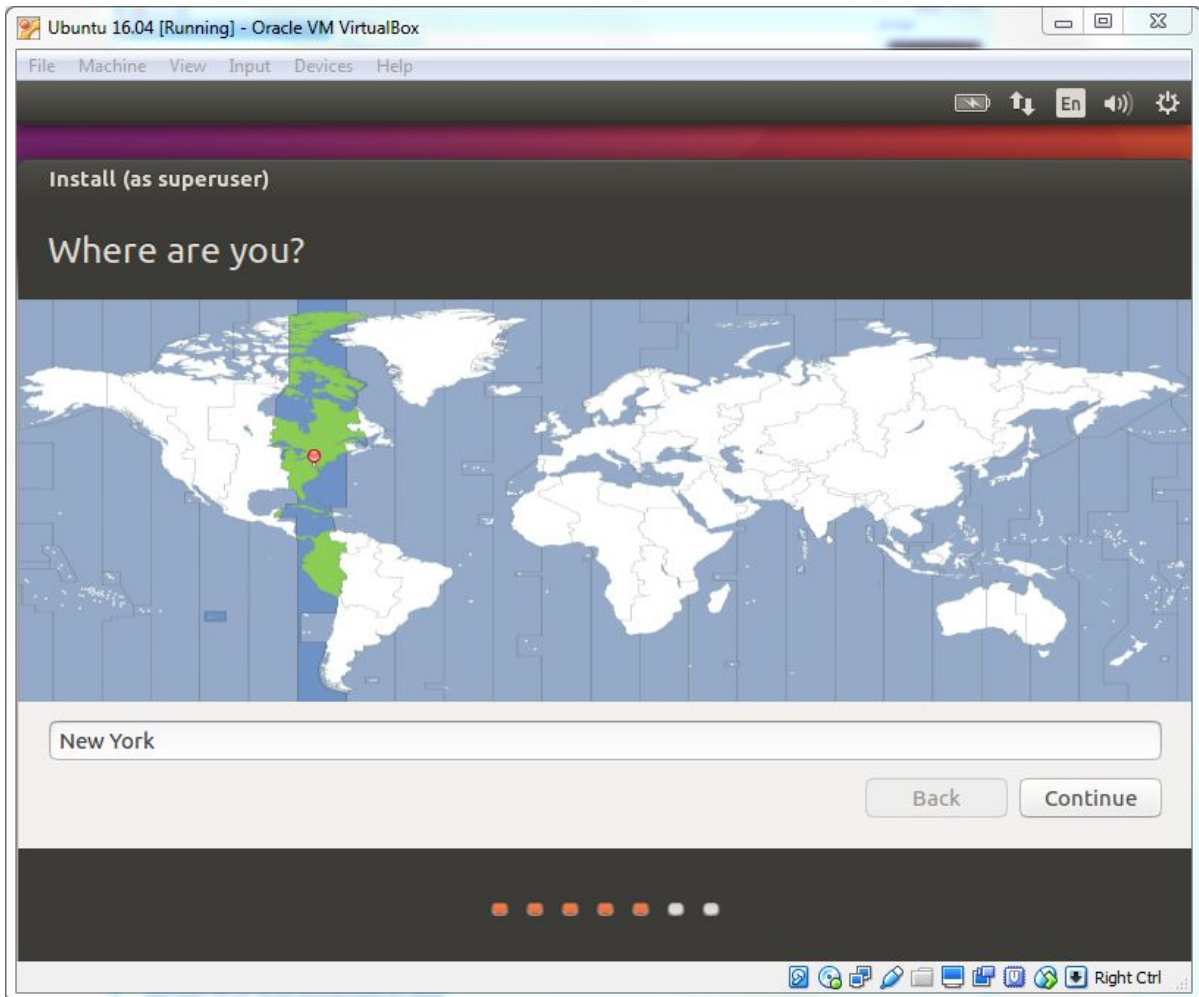 Ubuntu 16.04 [Running] - Oracle VM VirtualBox
File Machine View Input Devices Help
En
Install (as superuser)
Where are you?
New York
Back Continue
Right Ctrl